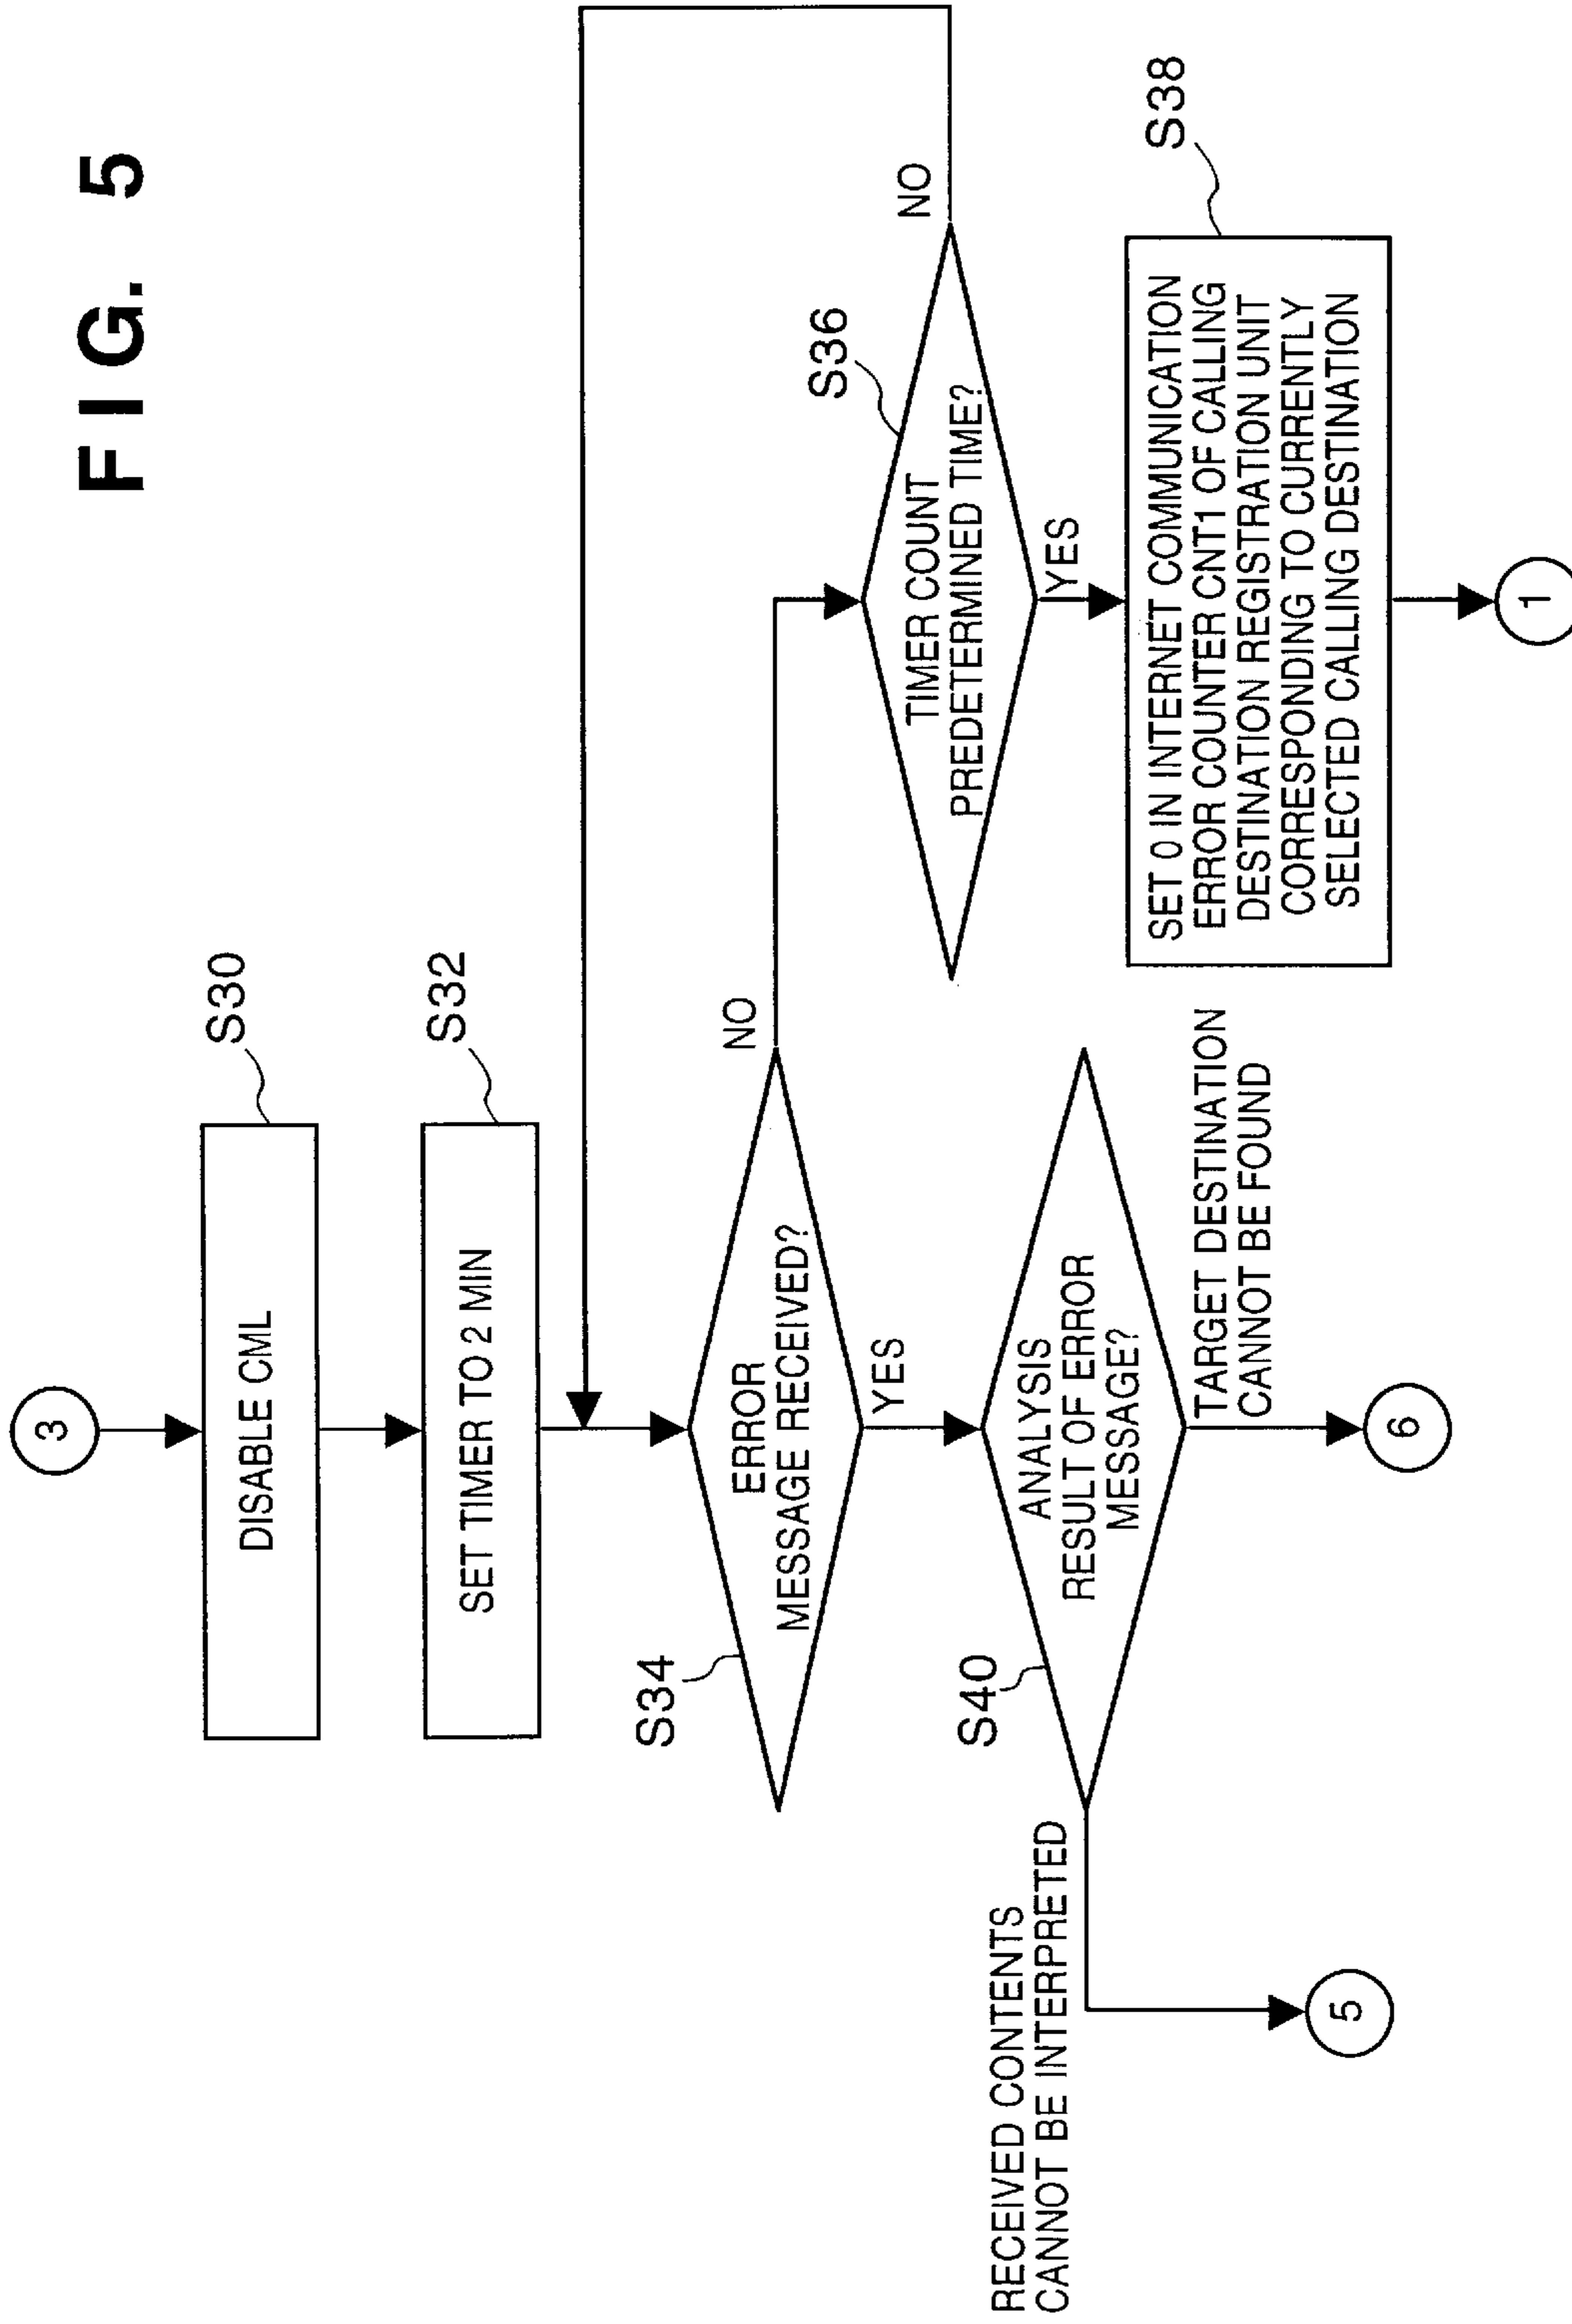 FIG. 5
3
DISABLE CML
S30
SET TIMER TO 2 MIN
S32
ERROR
MESSAGE RECEIVED?
S34
NO
YES
TIMER COUNT
PREDETERMINED TIME?
S36
NO
YES
SET 0 IN INTERNET COMMUNICATION
ERROR COUNTER CNT1 OF CALLING
DESTINATION REGISTRATION UNIT
CORRESPONDING TO CURRENTLY
SELECTED CALLING DESTINATION
S38
1
ANALYSIS
RESULT OF ERROR
MESSAGE?
S40
RECEIVED CONTENTS
CANNOT BE INTERPRETED
TARGET DESTINATION
CANNOT BE FOUND
5
6